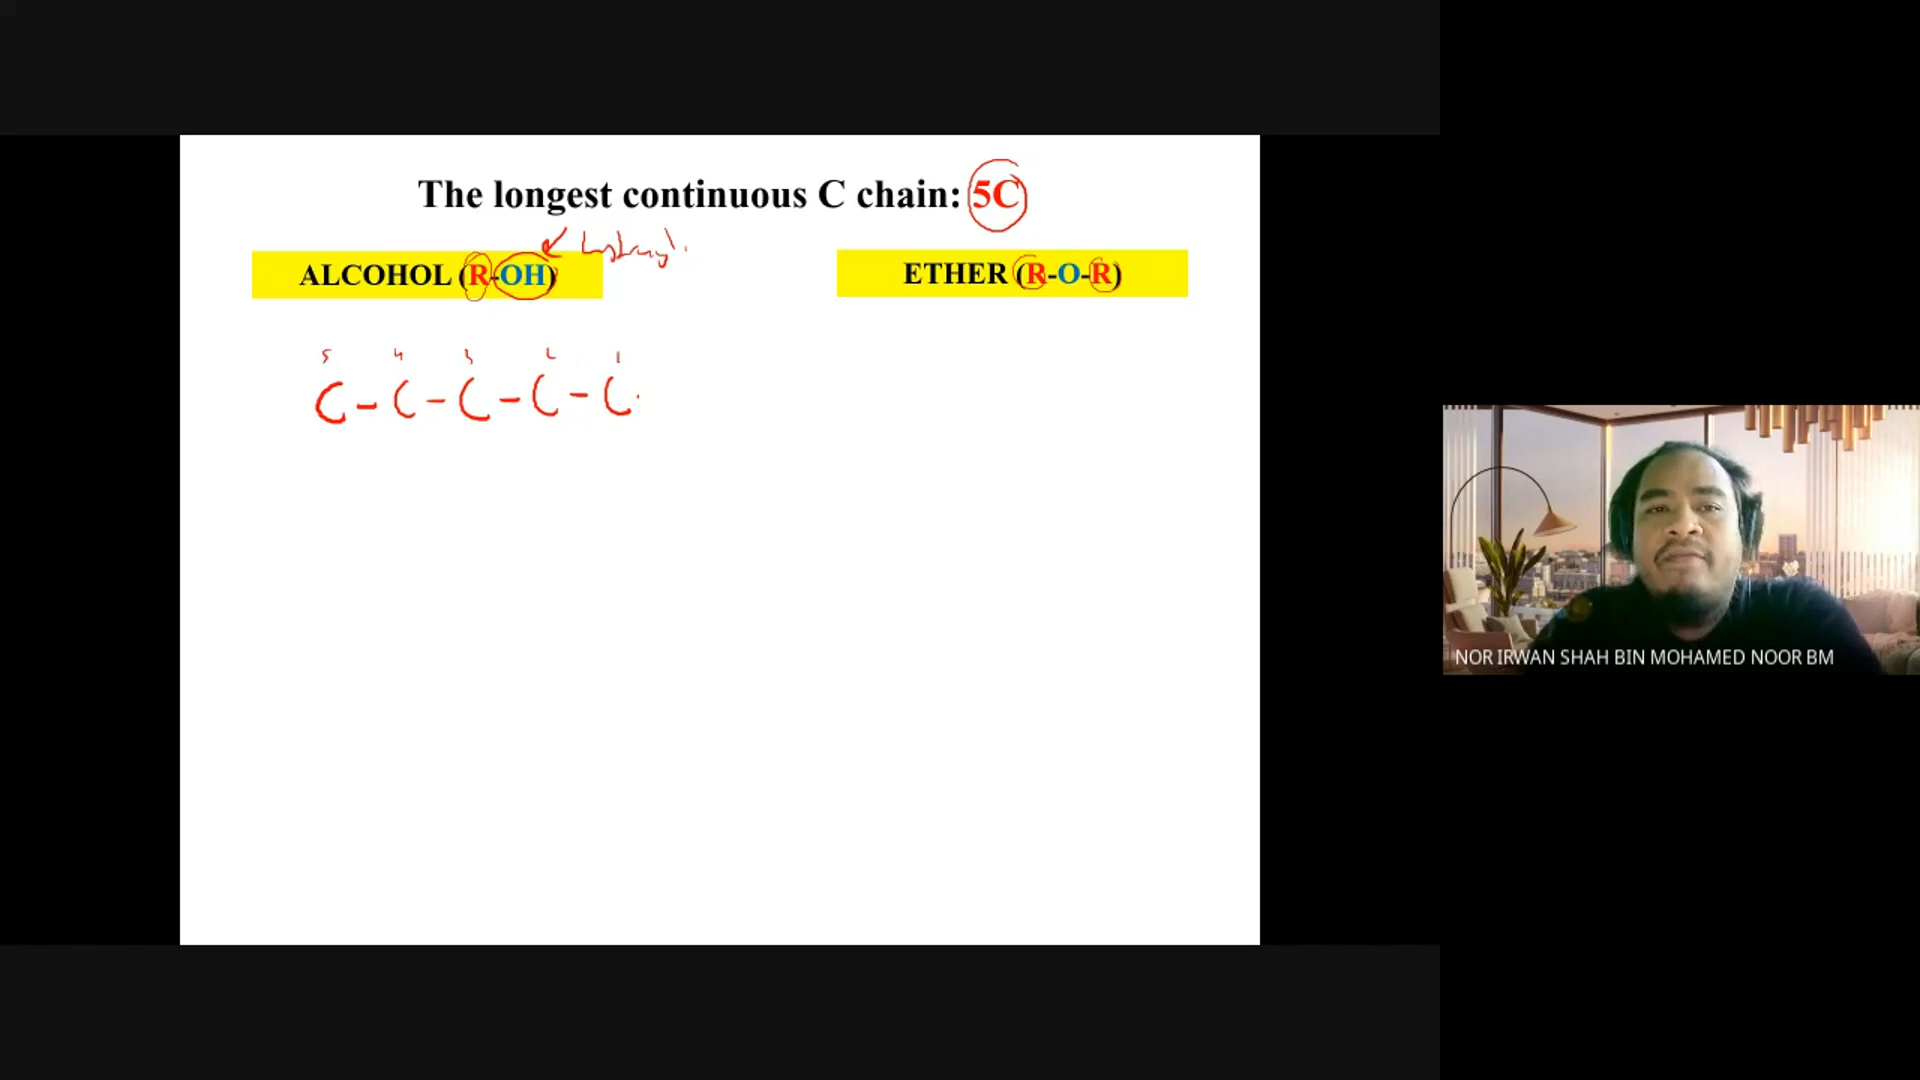 The longest continuous C chain: 5C
ALCOHOL (R-OH)
ETHER (R-O-R)
5 4 3 2 1
C - C - C - C - C
NOR IRWAN SHAH BIN MOHAMED NOOR BM